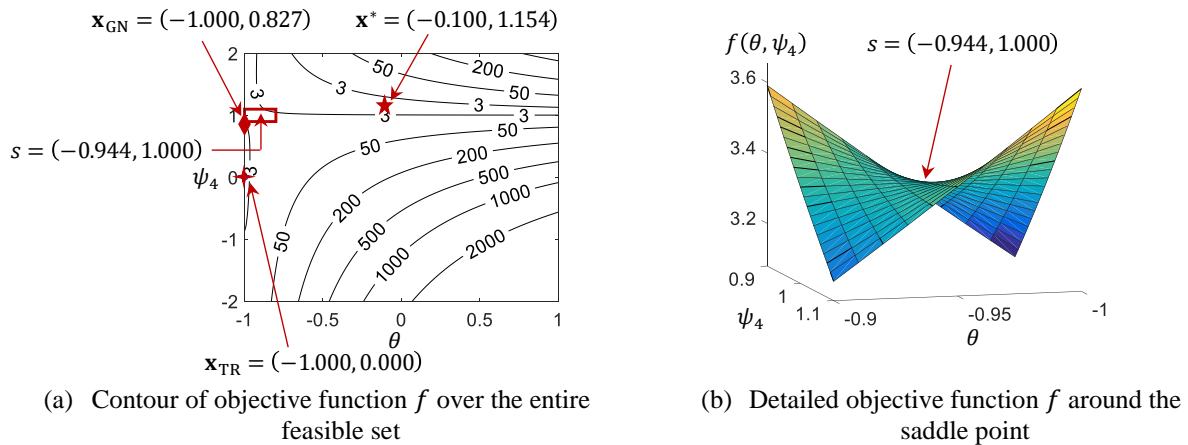 𝐱GN = (−1.000, 0.827)
𝐱* = (−0.100, 1.154)
s = (−0.944, 1.000)
ψ4
2
1
0
-1
-2
-1
-0.5
0
0.5
1
θ
3
50
200
3
3
3
3
50
200
500
1000
50
200
500
1000
2000
𝐱TR = (−1.000, 0.000)
(a) Contour of objective function f over the entire
feasible set
f(θ, ψ4)
s = (−0.944, 1.000)
3.6
3.4
3.2
0.9
1
1.1
ψ4
-0.9
-0.95
-1
θ
(b) Detailed objective function f around the
saddle point